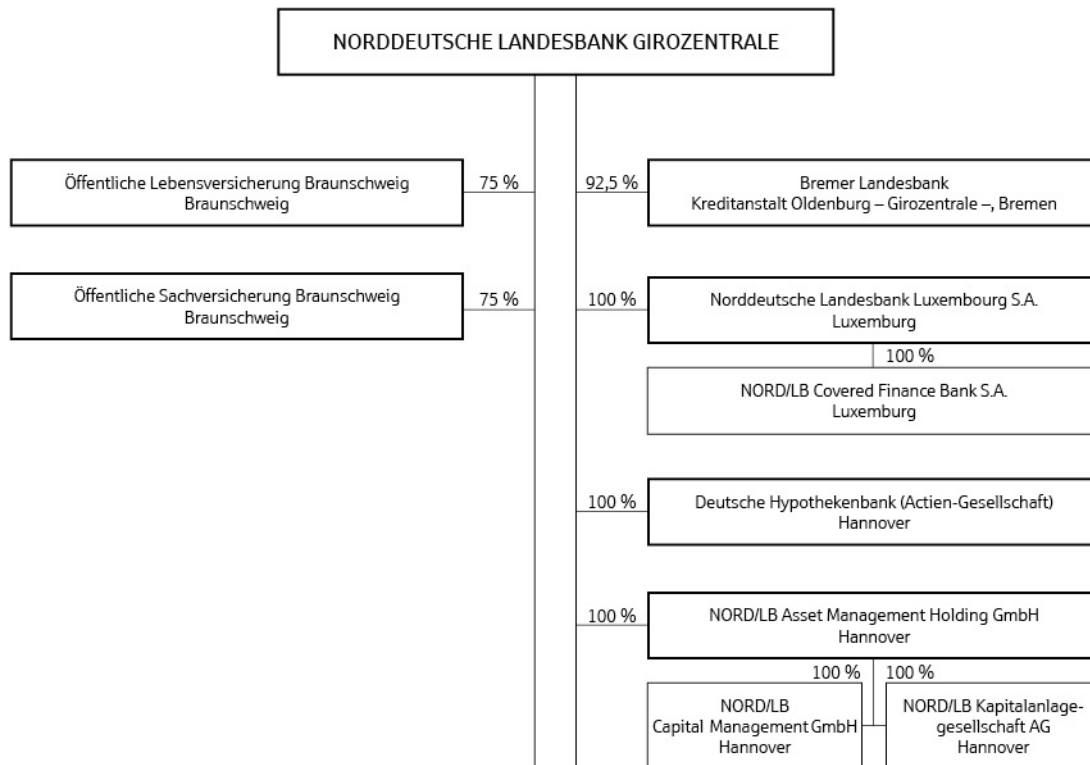 NORDDEUTSCHE LANDESBANK GIROZENTRALE
Öffentliche Lebensversicherung Braunschweig
Braunschweig
75 %
92,5 %
Bremer Landesbank
Kreditanstalt Oldenburg – Girozentrale –, Bremen
Öffentliche Sachversicherung Braunschweig
Braunschweig
75 %
100 %
Norddeutsche Landesbank Luxembourg S.A.
Luxemburg
100 %
NORD/LB Covered Finance Bank S.A.
Luxemburg
100 %
Deutsche Hypothekenbank (Actien-Gesellschaft)
Hannover
100 %
NORD/LB Asset Management Holding GmbH
Hannover
100 %
100 %
NORD/LB
Capital Management GmbH
Hannover
NORD/LB Kapitalanlage-
gesellschaft AG
Hannover